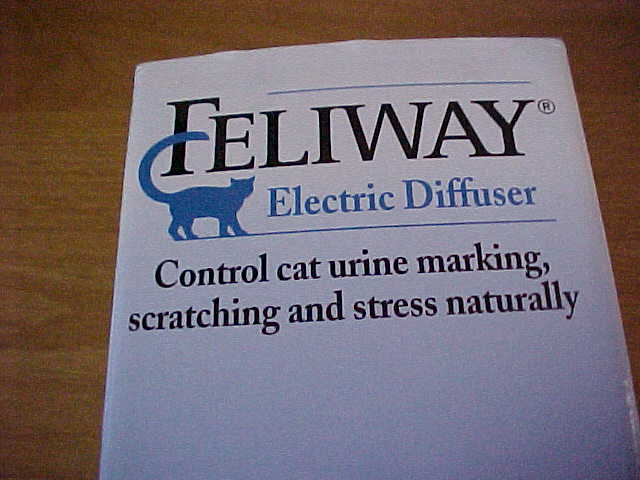 FELIWAY®
Electric Diffuser
Control cat urine marking,
scratching and stress naturally